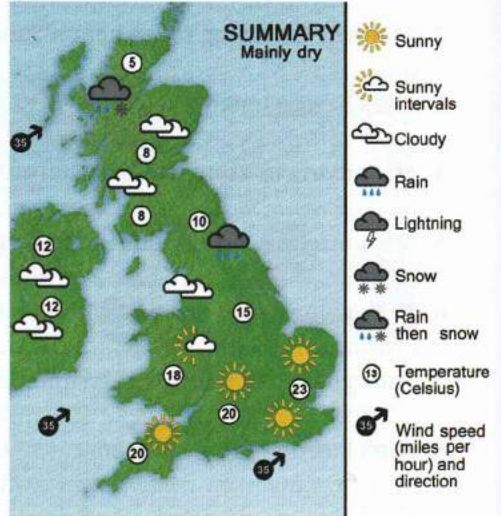 SUMMARY
Mainly dry
5
35
8
8
10
12
12
15
18
23
20
20
35
35
Sunny
Sunny
intervals
Cloudy
Rain
Lightning
Snow
Rain
then snow
13 Temperature
(Celsius)
35 Wind speed
(miles per
hour) and
direction